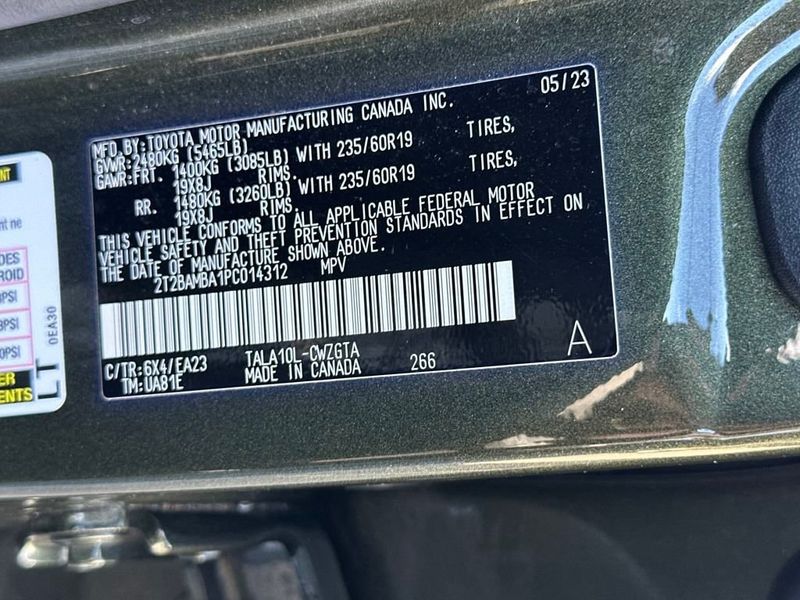 MFD. BY: TOYOTA MOTOR MANUFACTURING CANADA INC. 05/23
GVWR: 2480KG (5465LB)
GAWR: FRT. 1400KG (3085LB) WITH 235/60R19 TIRES,
19X8J RIMS.
RR. 1480KG (3260LB) WITH 235/60R19 TIRES,
19X8J RIMS.
THIS VEHICLE CONFORMS TO ALL APPLICABLE FEDERAL MOTOR
VEHICLE SAFETY AND THEFT PREVENTION STANDARDS IN EFFECT ON
THE DATE OF MANUFACTURE SHOWN ABOVE.
2T2BAMBA1PC014312 MPV
C/TR: 6X4/EA23 TALA10L-CWZGTA
TM: UA81E MADE IN CANADA 266 A
0EA30
LT